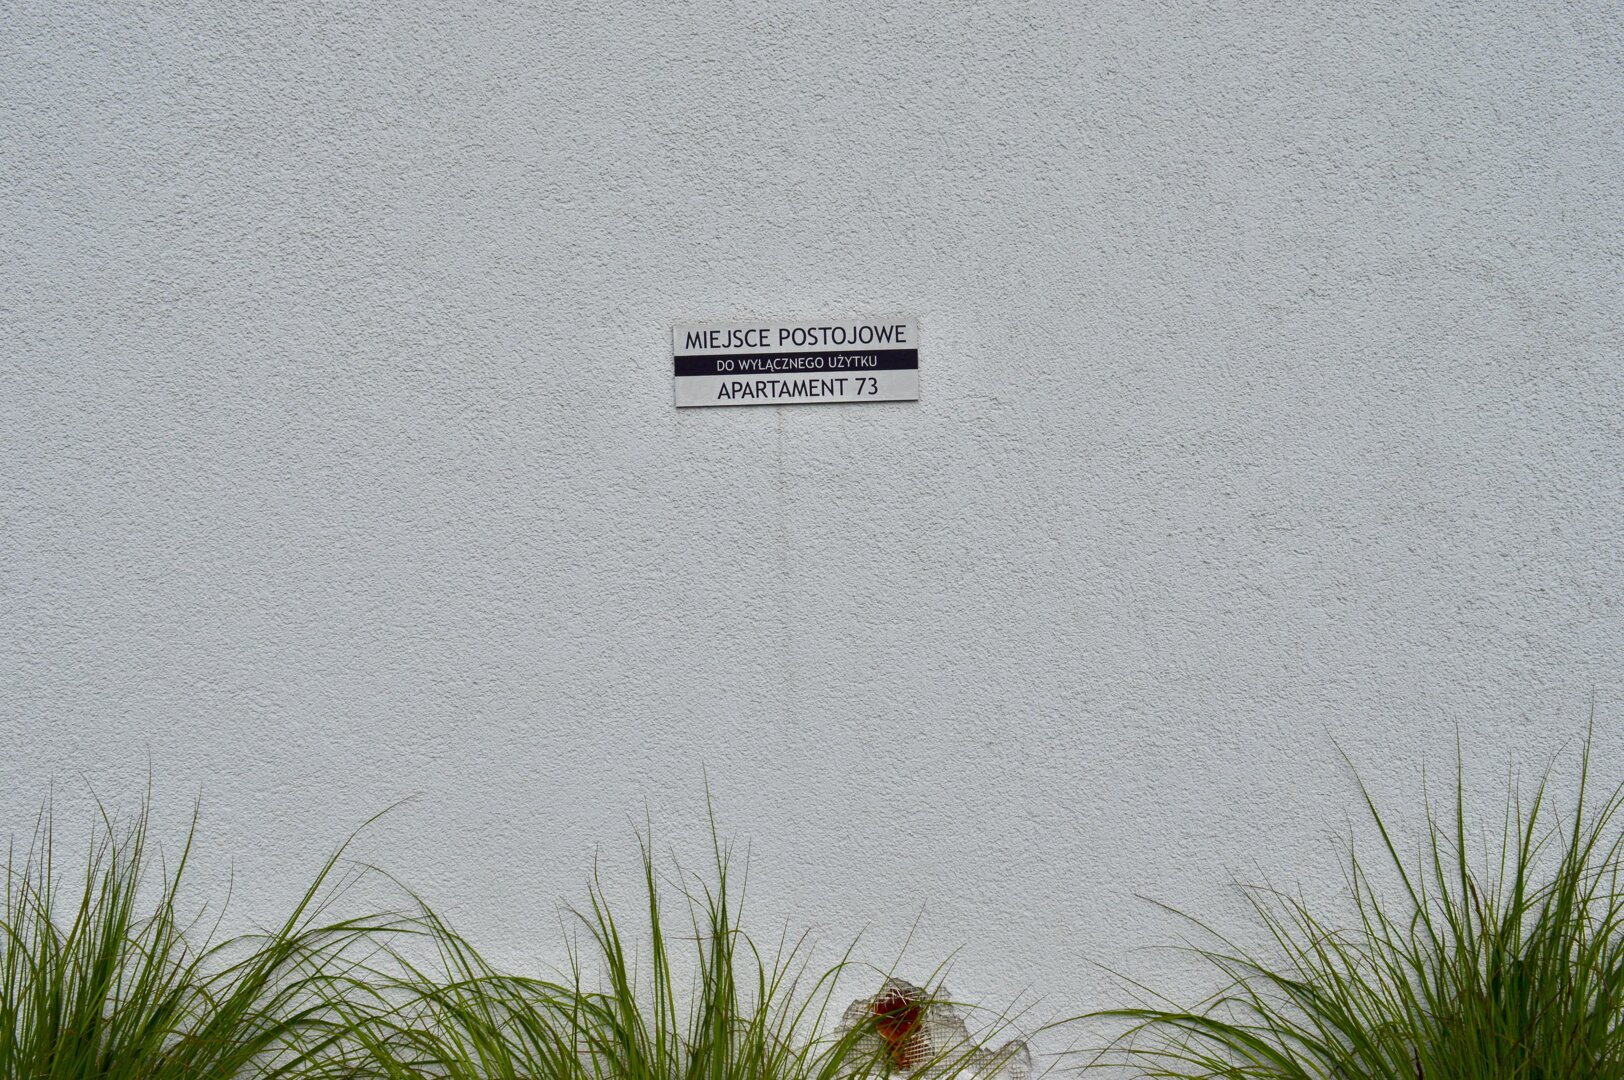 MIEJSCE POSTOJOWE
DO WYŁĄCZNEGO UŻYTKU
APARTAMENT 73